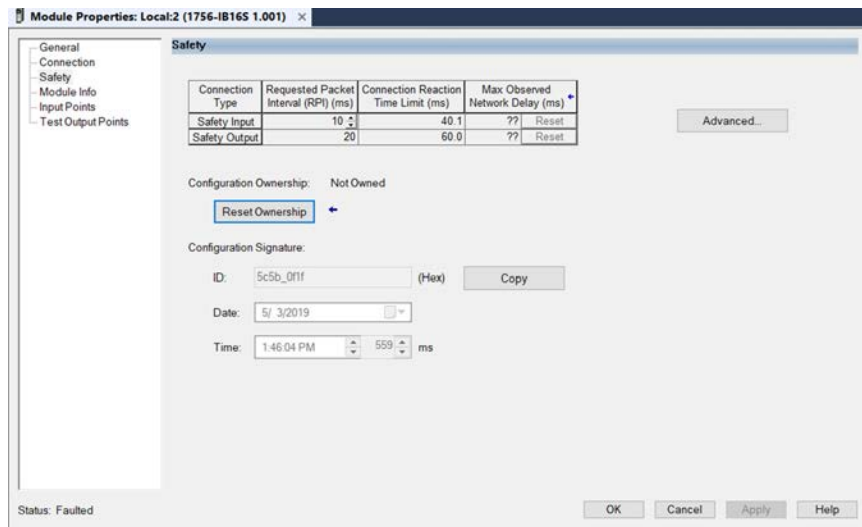 Module Properties: Local:2 (1756-IB16S 1.001) ×
General
Connection
Safety
Module Info
Input Points
Test Output Points
Safety
Connection Type
Requested Packet Interval (RPI) (ms)
Connection Reaction Time Limit (ms)
Max Observed Network Delay (ms)
Safety Input 10 40.1 ?? Reset
Safety Output 20 60.0 ?? Reset
Advanced...
Configuration Ownership: Not Owned
Reset Ownership
Configuration Signature:
ID: 5c5b_0f1f (Hex) Copy
Date: 5/ 3/2019
Time: 1:46:04 PM 559 ms
Status: Faulted
OK Cancel Apply Help